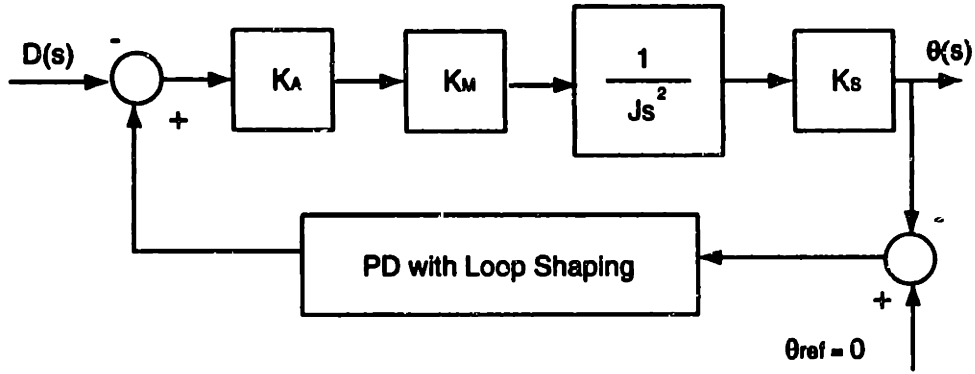 D(s)
-
+
KA
KM
1
Js²
KS
θ(s)
-
+
PD with Loop Shaping
θref = 0